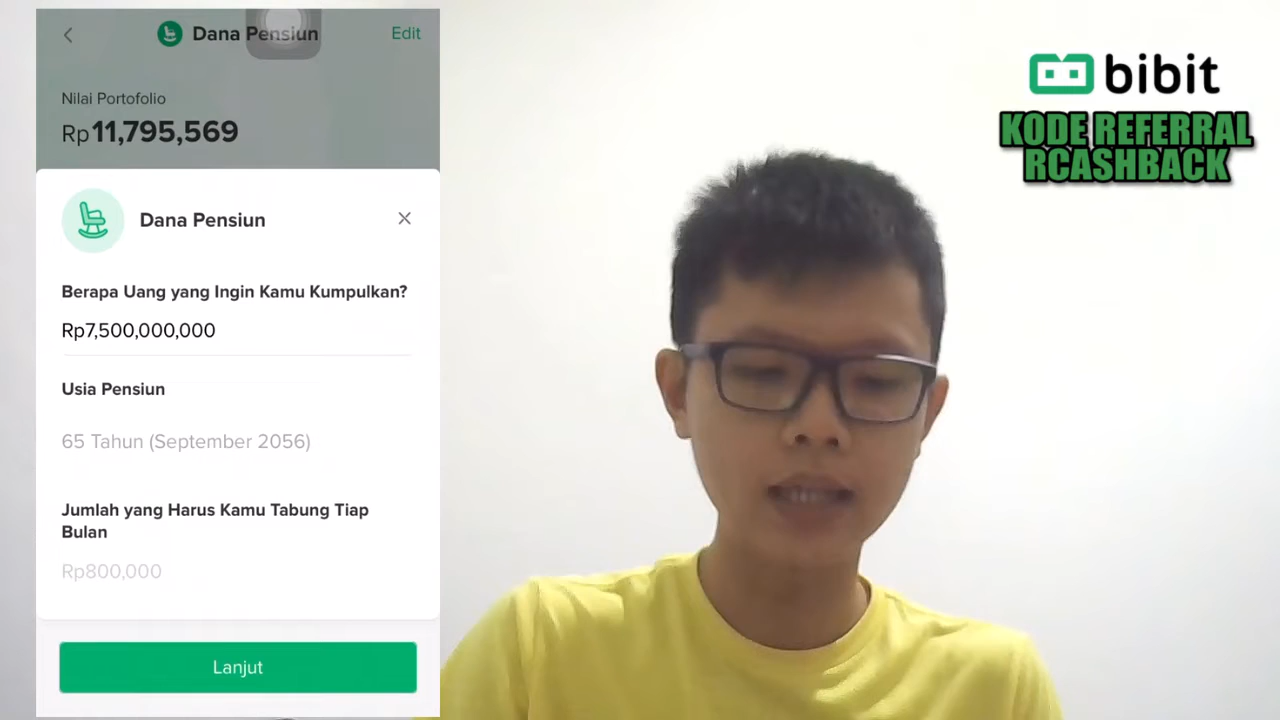 Dana Pensiun
Edit
Nilai Portofolio
Rp11,795,569
Dana Pensiun
Berapa Uang yang Ingin Kamu Kumpulkan?
Rp7,500,000,000
Usia Pensiun
65 Tahun (September 2056)
Jumlah yang Harus Kamu Tabung Tiap
Bulan
Rp800,000
Lanjut
bibit
KODE REFERRAL
RCASHBACK